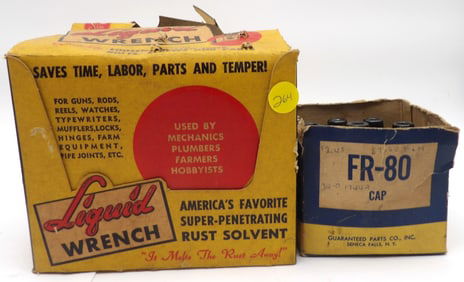 Liquid
WRENCH
SAVES TIME, LABOR, PARTS AND TEMPER!
FOR GUNS, RODS,
REELS, WATCHES,
TYPEWRITERS,
MUFFLERS, LOCKS,
HINGES, FARM
EQUIPMENT,
PIPE JOINTS, ETC.
264
USED BY
MECHANICS
PLUMBERS
FARMERS
HOBBYISTS
Liquid
WRENCH
AMERICA'S FAVORITE
SUPER-PENETRATING
RUST SOLVENT
"It Melts The Rust Away!"
FR-80
CAP
GUARANTEED PARTS CO., INC.
SENECA FALLS, N.Y.